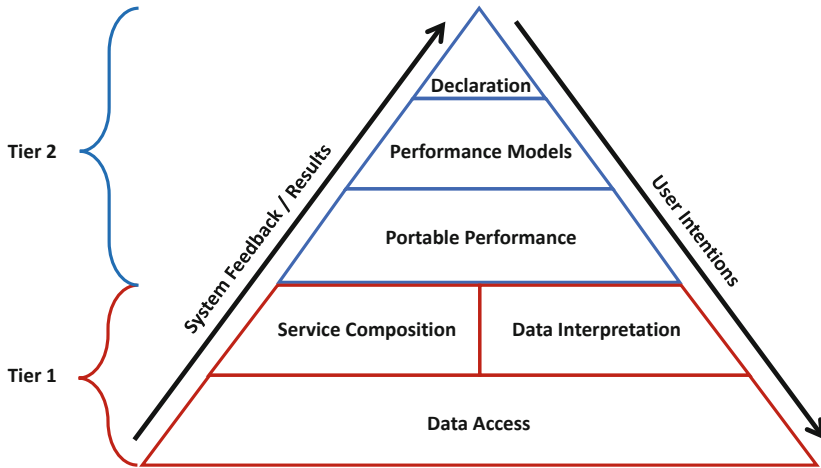 Declaration
Performance Models
Tier 2
Portable Performance
System Feedback / Results
User Intentions
Service Composition
Data Interpretation
Tier 1
Data Access